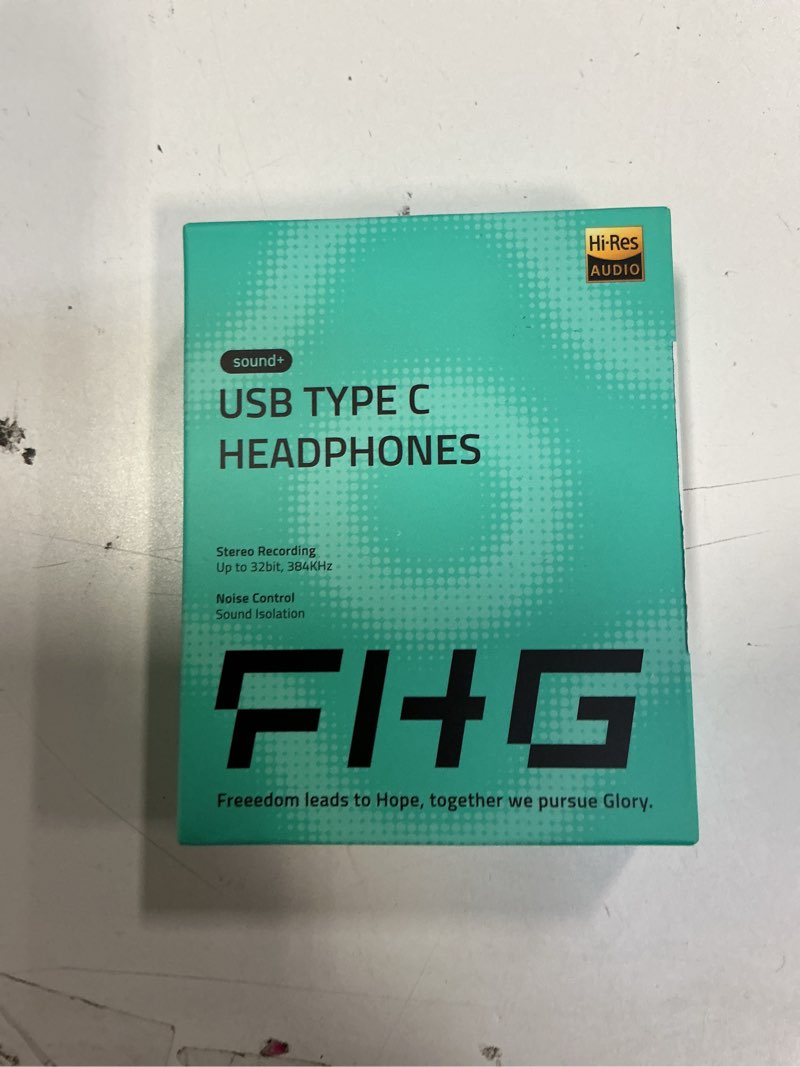 Hi-Res
AUDIO
sound+
USB TYPE C
HEADPHONES
Stereo Recording
Up to 32bit, 384KHz
Noise Control
Sound Isolation
FHG
Freeedom leads to Hope, together we pursue Glory.